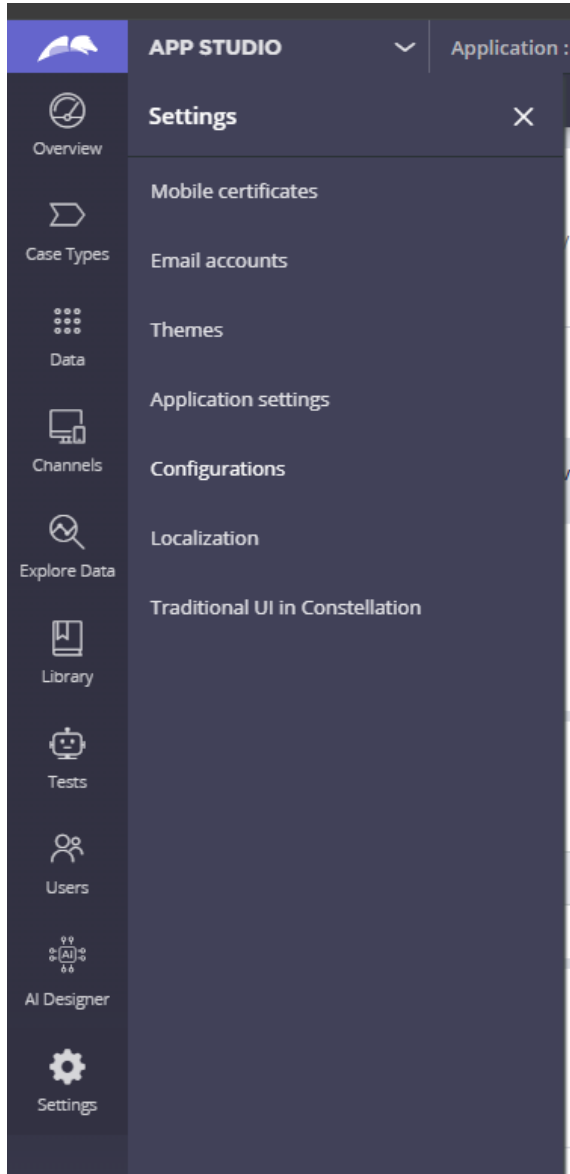 APP STUDIO
Application :
Settings
Overview
Mobile certificates
Case Types
Email accounts
Themes
Data
Application settings
Channels
Configurations
Localization
Explore Data
Traditional UI in Constellation
Library
Tests
Users
AI
AI Designer
Settings